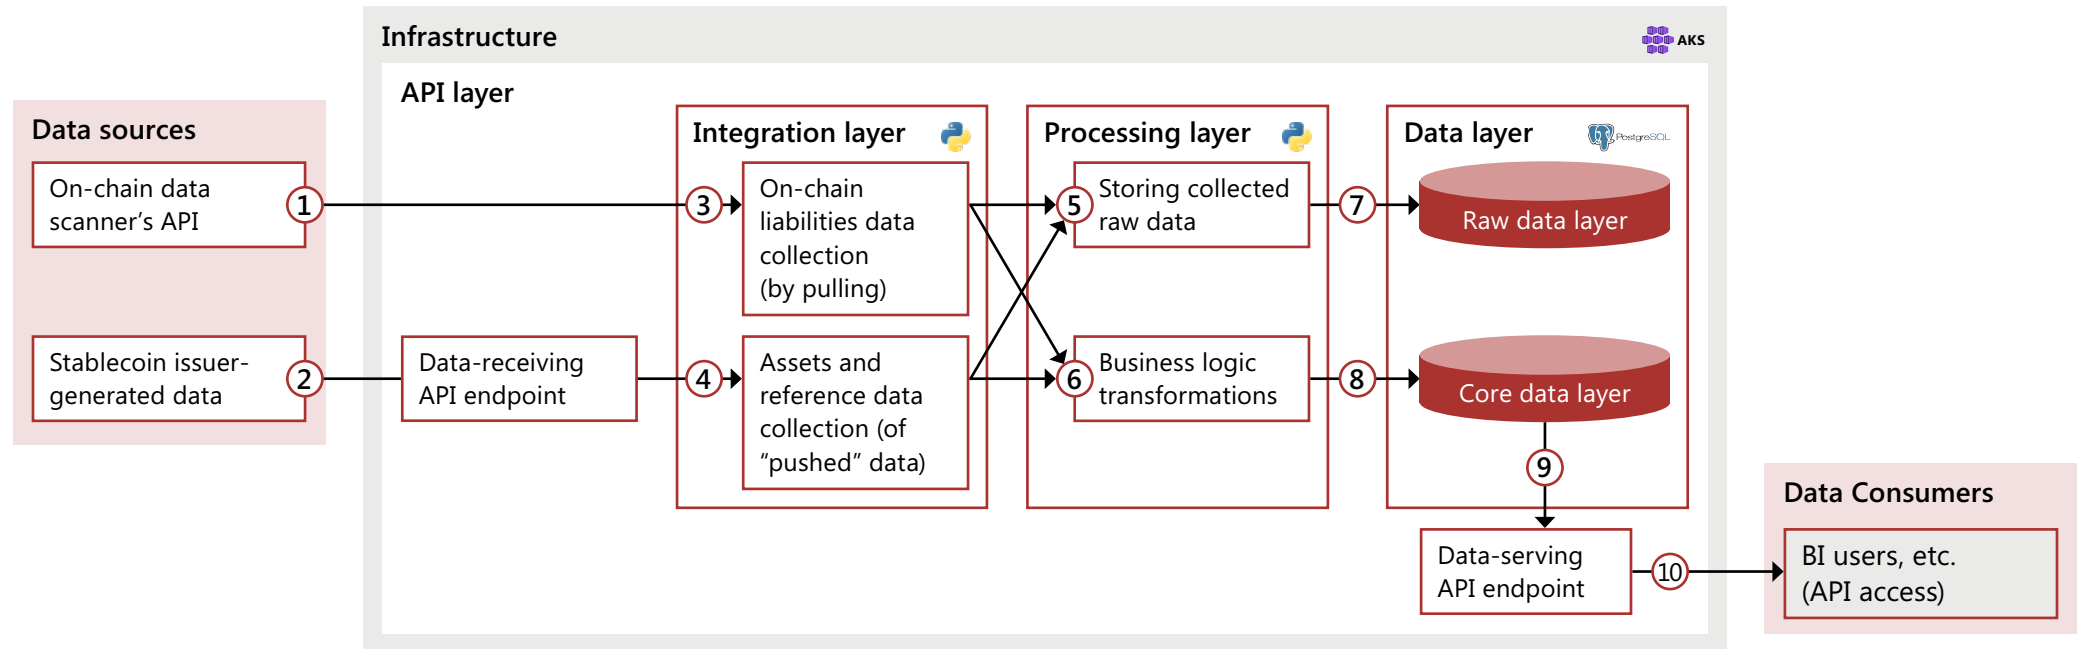 Infrastructure
AKS
API layer
Data sources
On-chain data
scanner’s API
1
Stablecoin issuer-
generated data
2
Data-receiving
API endpoint
Integration layer
3
On-chain
liabilities data
collection
(by pulling)
4
Assets and
reference data
collection (of
“pushed” data)
Processing layer
5
Storing collected
raw data
6
Business logic
transformations
7
8
Data layer
PostgreSQL
Raw data layer
Core data layer
9
Data-serving
API endpoint
10
Data Consumers
BI users, etc.
(API access)